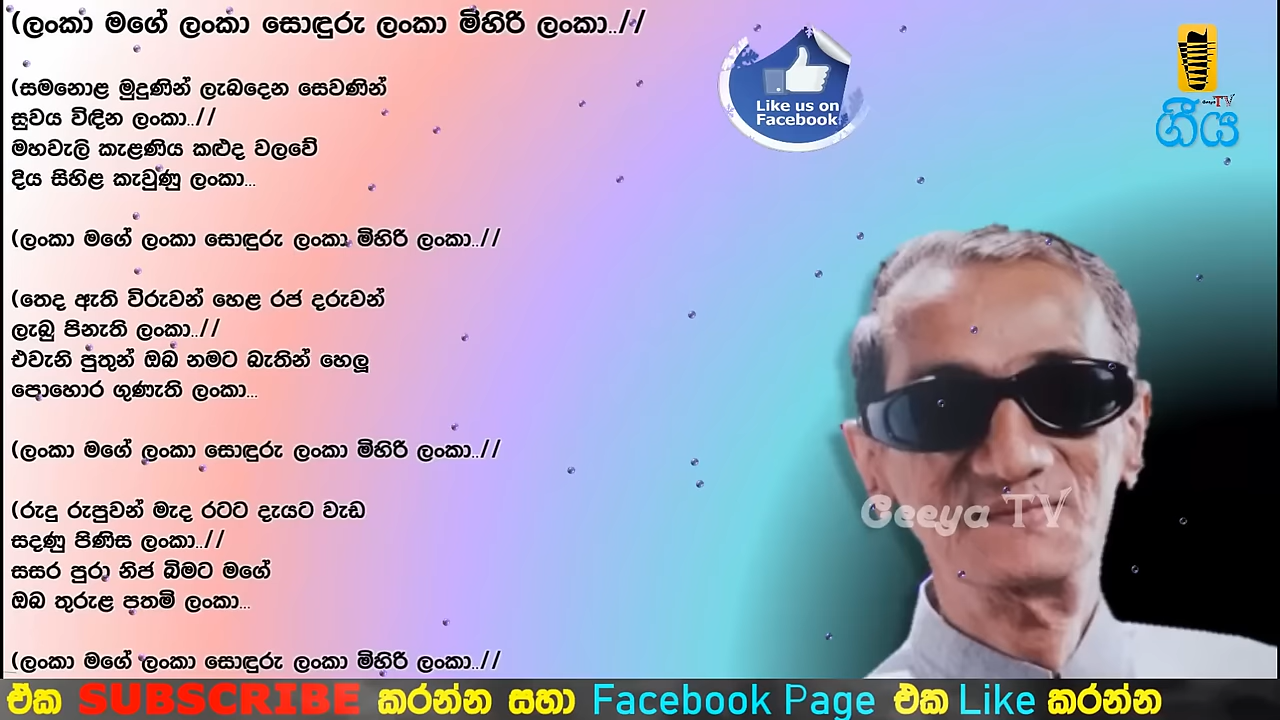 (ලංකා මගේ ලංකා සොඳුරු ලංකා මිහිරි ලංකා..//
(සමනොළ මුදුණින් ලැබදෙන සෙවණින්
සුවය විඳින ලංකා..//
මහවැලි කැළණිය කළුද වලවේ
දිය සිහිළ කැවුණු ලංකා...
(ලංකා මගේ ලංකා සොඳුරු ලංකා මිහිරි ලංකා..//
(තෙද ඇති විරුවන් හෙළ රජ දරුවන්
ලැබු පිනැති ලංකා..//
එවැනි පුතුන් ඔබ නමට බැතින් හෙලූ
පොහොර ගුණැති ලංකා...
(ලංකා මගේ ලංකා සොඳුරු ලංකා මිහිරි ලංකා..//
(රුදු රුපුවන් මැද රටට දැයට වැඩ
සදණු පිණිස ලංකා..//
සසර පුරා නිජ බිමට මගේ
ඔබ තුරුළ පතමි ලංකා...
(ලංකා මගේ ලංකා සොඳුරු ලංකා මිහිරි ලංකා..//
Like us on
Facebook
GeeyaTV
ගීය
Geeya TV
ඒක SUBSCRIBE කරන්න සහා Facebook Page එක Like කරන්න